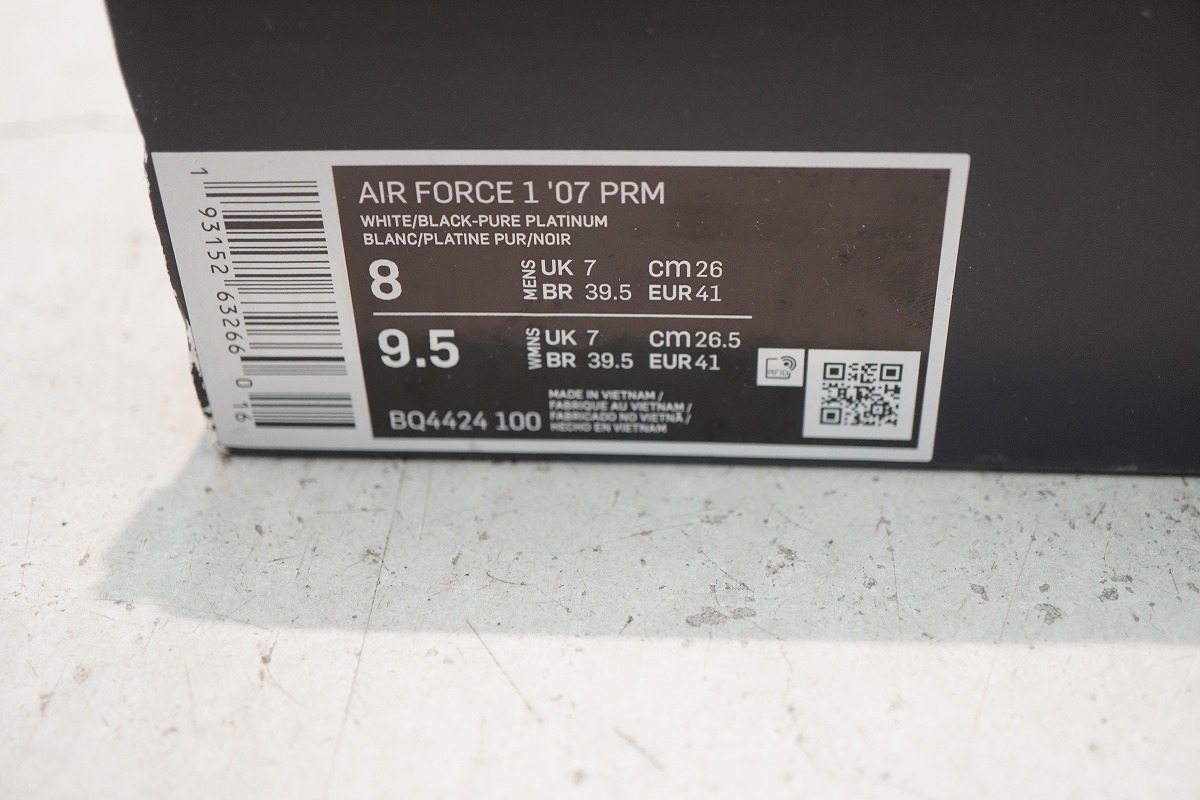 1 93152 63266 0 16
AIR FORCE 1 '07 PRM
WHITE/BLACK-PURE PLATINUM
BLANC/PLATINE PUR/NOIR
8 MENS UK 7 cm 26
BR 39.5 EUR 41
9.5 WMNS UK 7 cm 26.5
BR 39.5 EUR 41
RFID
BQ4424 100
MADE IN VIETNAM /
FABRIQUE AU VIETNAM /
FABRICADO NO VIETNÃ /
HECHO EN VIETNAM